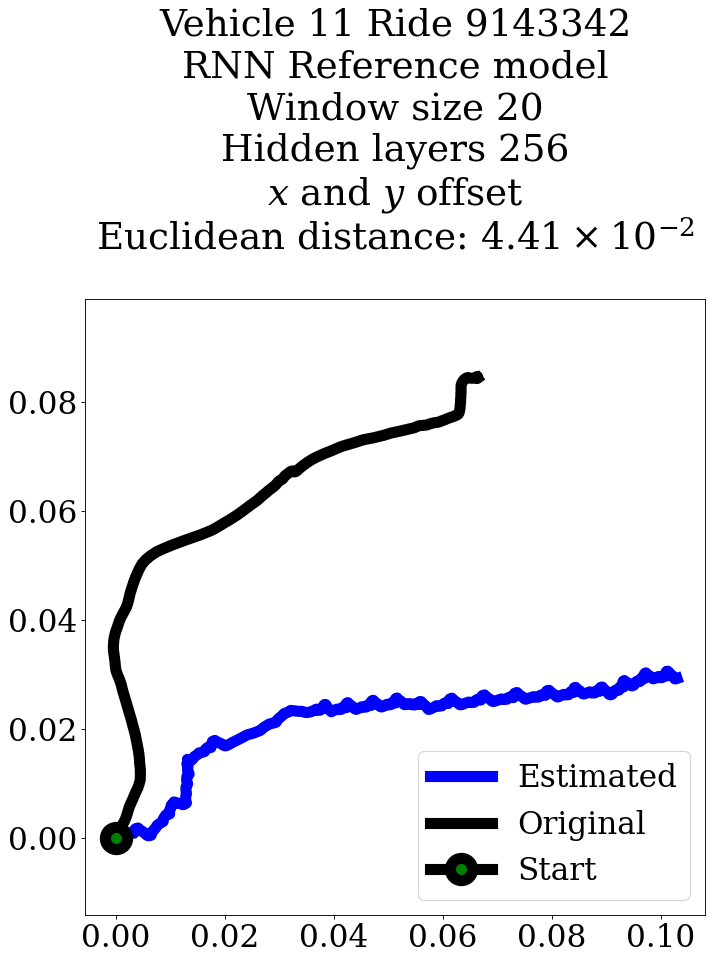 Vehicle 11 Ride 9143342
RNN Reference model
Window size 20
Hidden layers 256
x and y offset
Euclidean distance: 4.41 × 10⁻²
0.08
0.06
0.04
0.02
0.00
Estimated
Original
Start
0.00 0.02 0.04 0.06 0.08 0.10